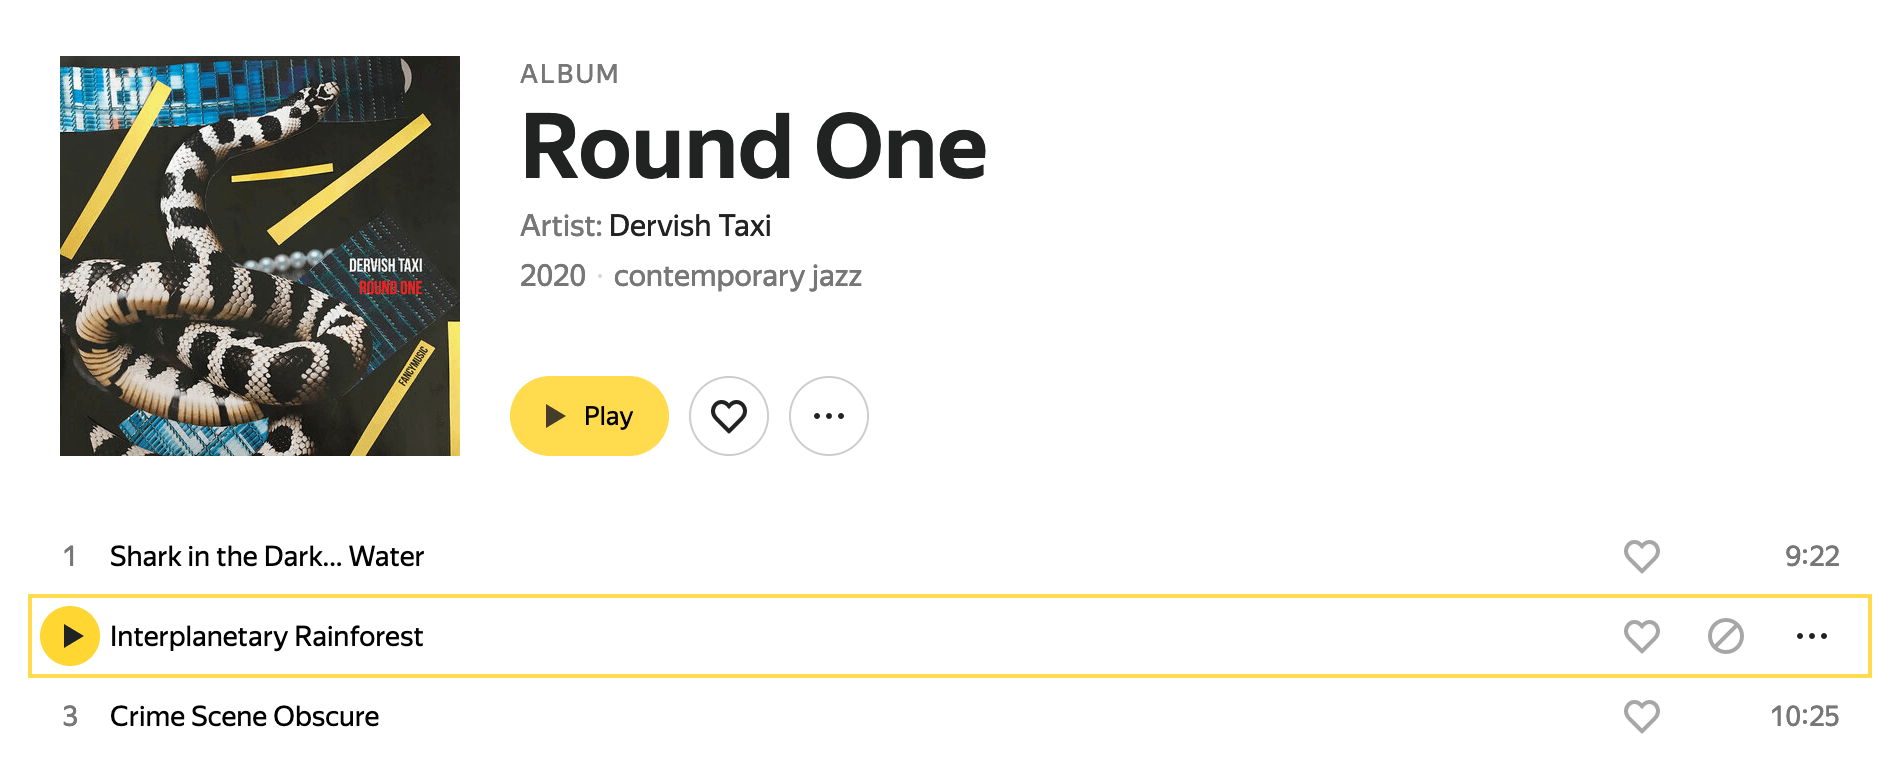 ALBUM
Round One
Artist: Dervish Taxi
2020 · contemporary jazz
DERVISH TAXI
ROUND ONE
FANCYMUSIC
Play
1 Shark in the Dark... Water 9:22
Interplanetary Rainforest
3 Crime Scene Obscure 10:25